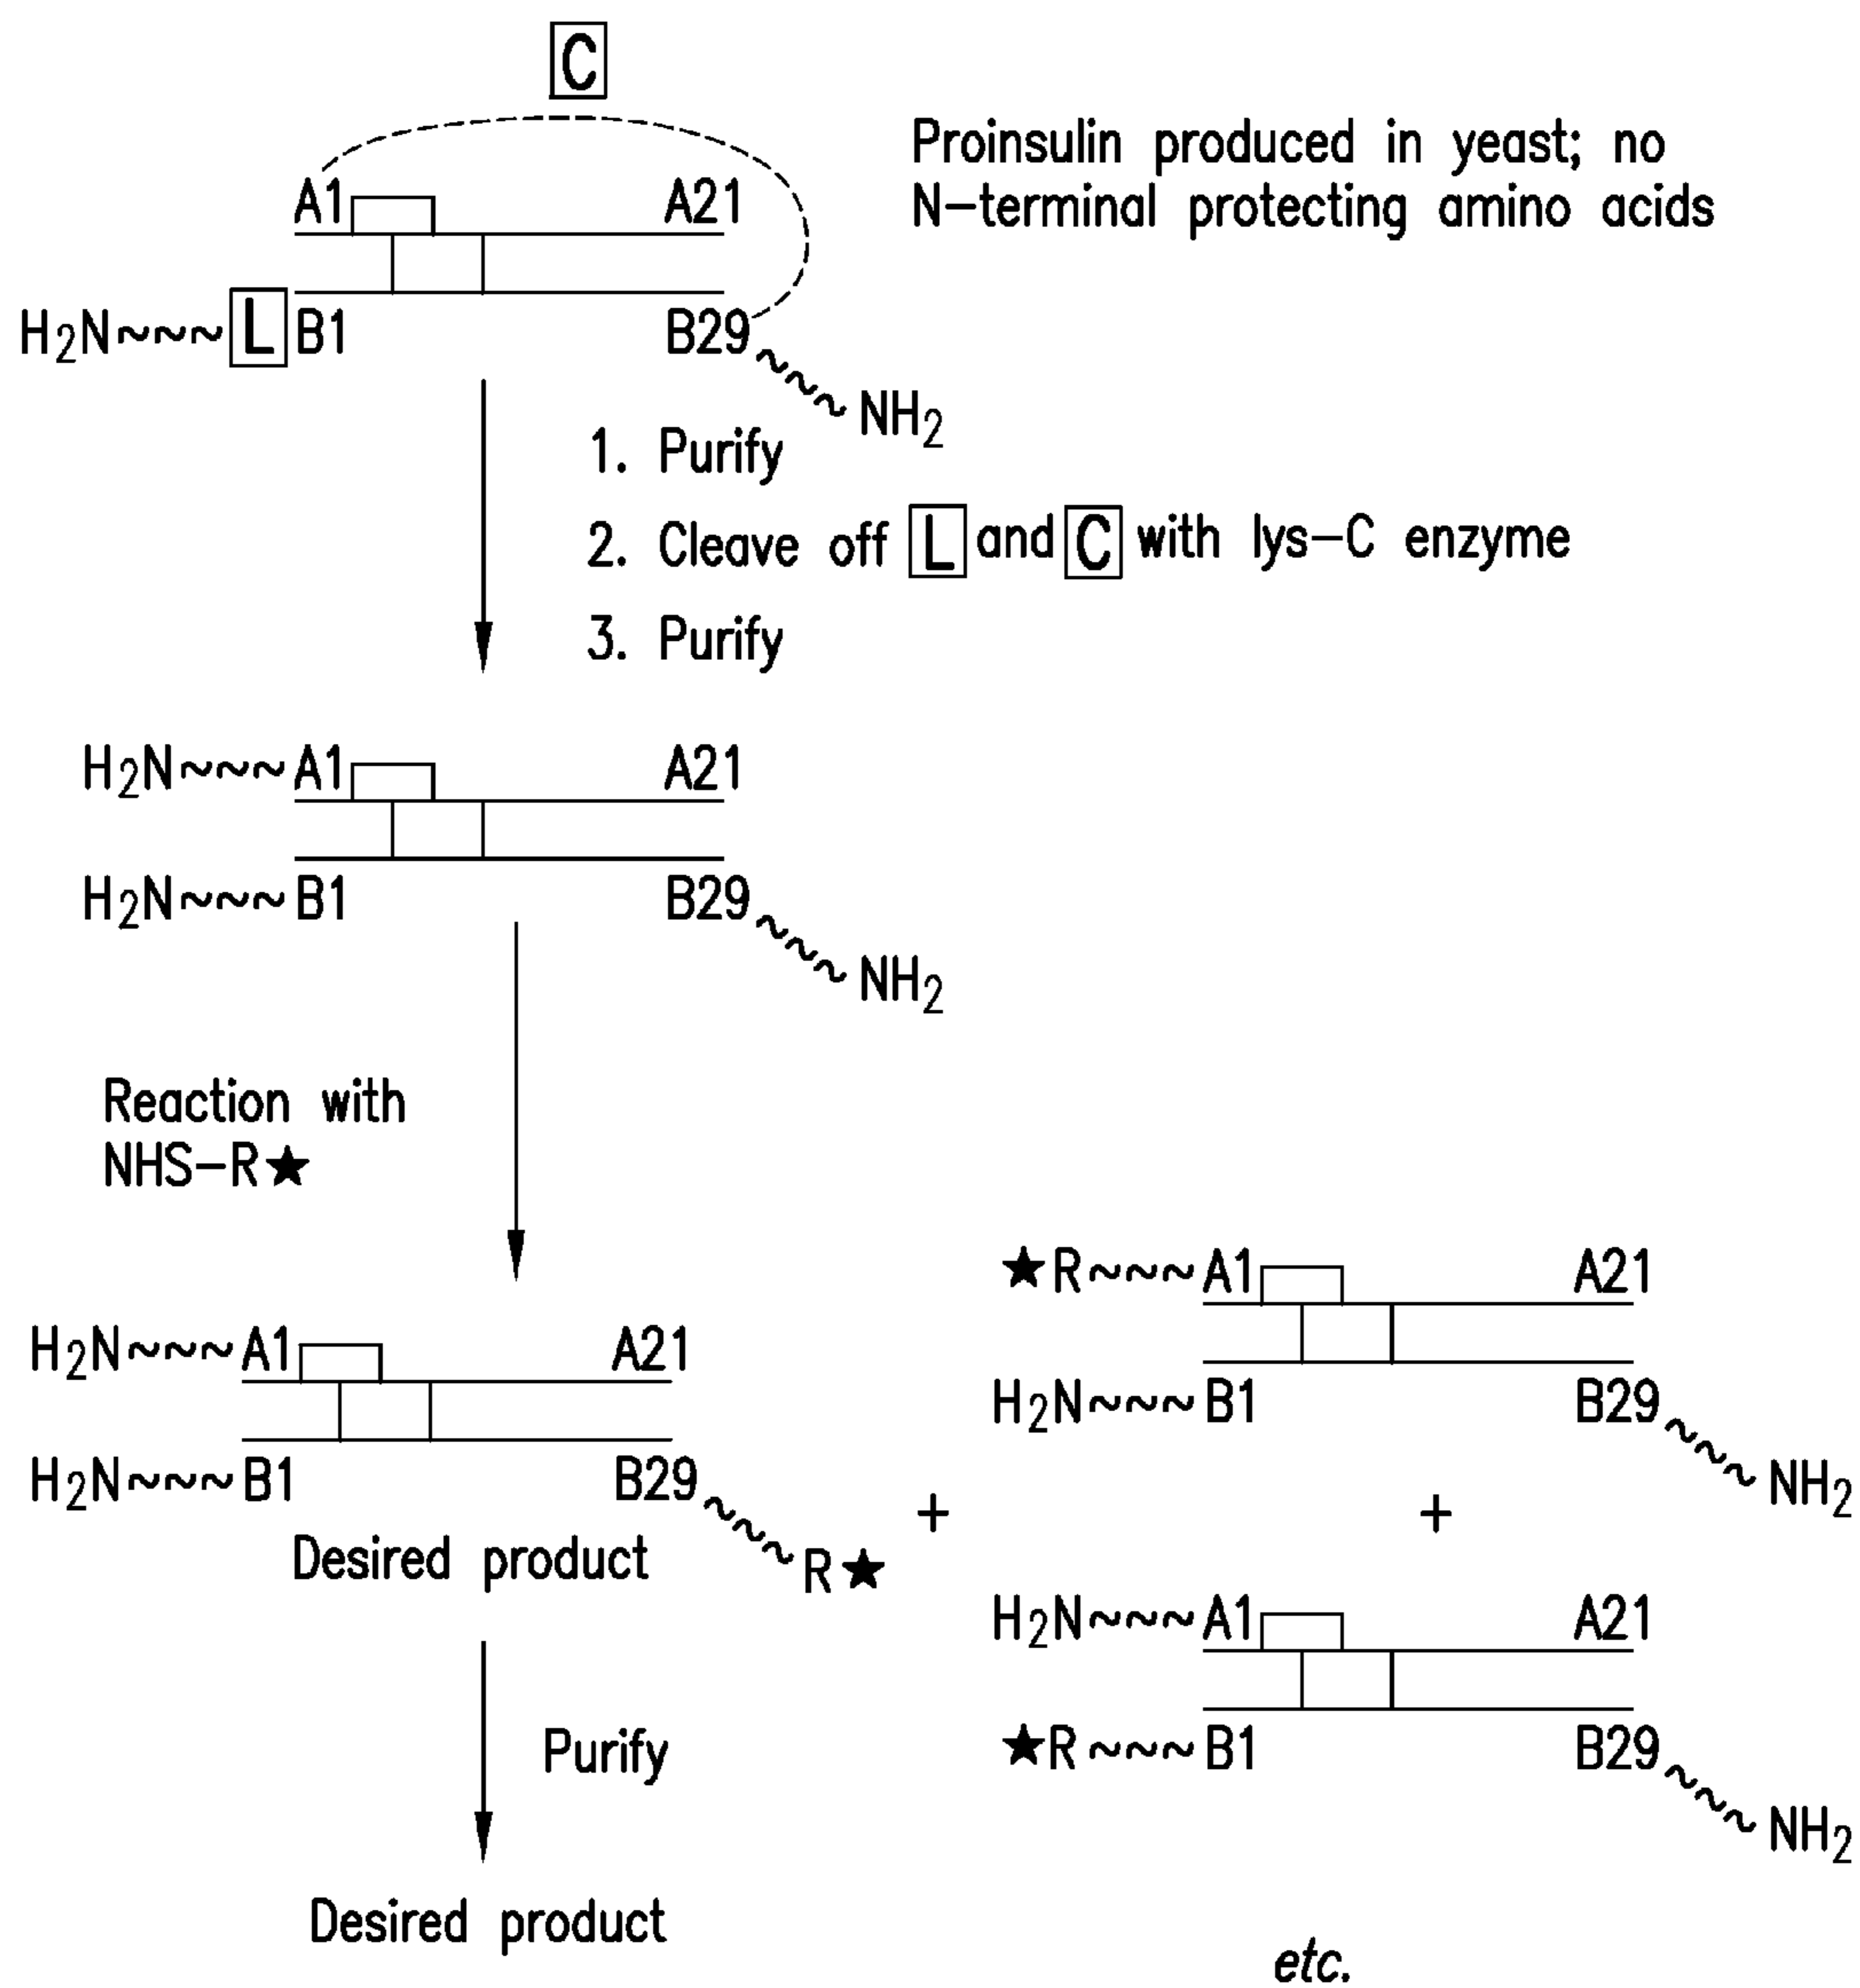 C
Proinsulin produced in yeast; no
N-terminal protecting amino acids
A1 A21
H2N~~~ L B1 B29
~~~NH2
1. Purify
2. Cleave off L and C with lys-C enzyme
3. Purify
H2N~~~A1 A21
H2N~~~B1 B29
~~~NH2
Reaction with
NHS-R★
H2N~~~A1 A21
H2N~~~B1 B29
~~~R★
Desired product
+
★R~~~A1 A21
H2N~~~B1 B29
~~~NH2
+
H2N~~~A1 A21
★R~~~B1 B29
~~~NH2
Purify
Desired product
etc.